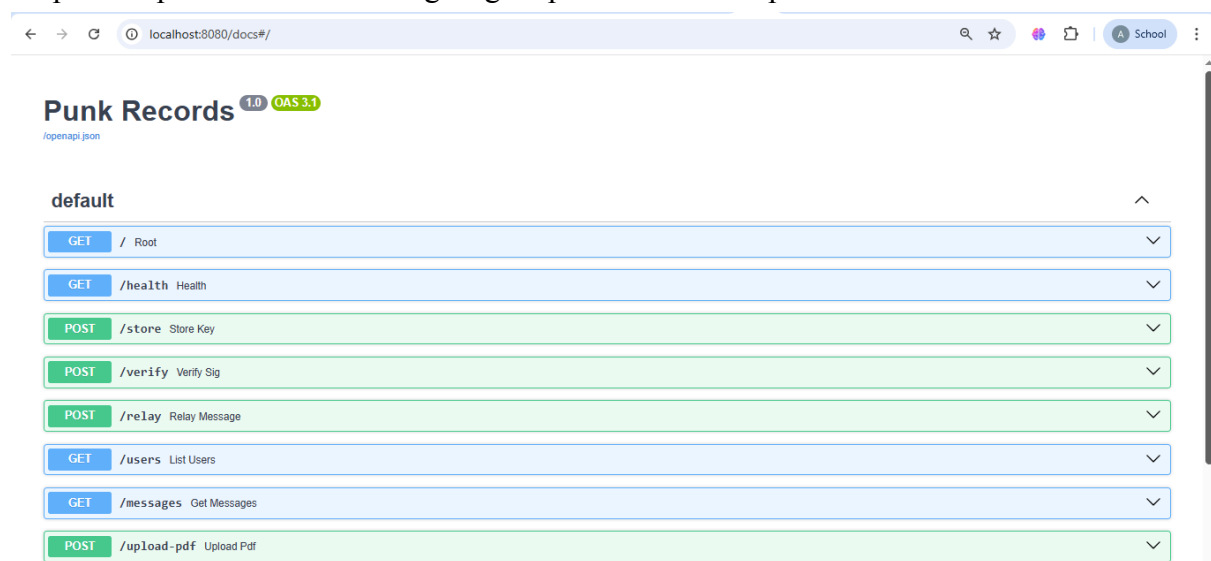 localhost:8080/docs#/
A School
Punk Records 1.0 OAS 3.1
/openapi.json
default
GET / Root
GET /health Health
POST /store Store Key
POST /verify Verify Sig
POST /relay Relay Message
GET /users List Users
GET /messages Get Messages
POST /upload-pdf Upload Pdf